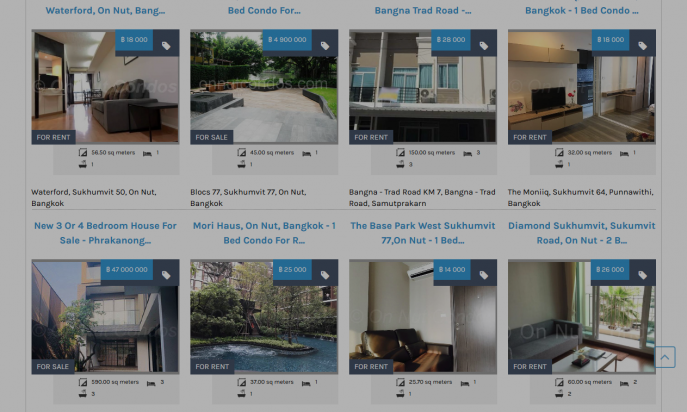 Waterford, On Nut, Bang...
Bed Condo For...
Bangna Trad Road -...
Bangkok - 1 Bed Condo ...
฿ 18 000
฿ 4 900 000
฿ 28 000
฿ 18 000
FOR RENT
FOR SALE
FOR RENT
FOR RENT
56.50 sq meters 1
45.00 sq meters 1
150.00 sq meters 3
32.00 sq meters 1
1
1
3
1
Waterford, Sukhumvit 50, On Nut,
Bangkok
Blocs 77, Sukhumvit 77, On Nut,
Bangkok
Bangna - Trad Road KM 7, Bangna - Trad
Road, Samutprakarn
The Moniiq, Sukhumvit 64, Punnawithi,
Bangkok
New 3 Or 4 Bedroom House For
Sale - Phrakanong...
Mori Haus, On Nut, Bangkok - 1
Bed Condo For R...
The Base Park West Sukhumvit
77,On Nut - 1 Bed...
Diamond Sukhumvit, Sukumvit
Road, On Nut - 2 B...
฿ 47 000 000
฿ 25 000
฿ 14 000
฿ 26 000
FOR SALE
FOR RENT
FOR RENT
FOR RENT
590.00 sq meters 3
37.00 sq meters 1
25.70 sq meters 1
60.00 sq meters 2
3
1
1
2